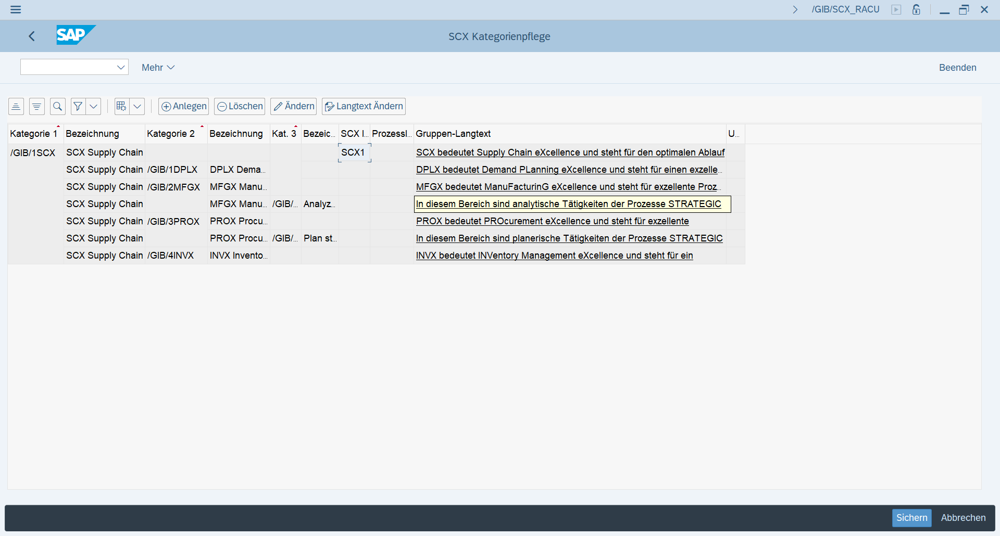 /GIB/SCX_RACU
SAP
SCX Kategorienpflege
Mehr
Beenden
Anlegen Löschen Ändern Langtext Ändern
Kategorie 1 Bezeichnung Kategorie 2 Bezeichnung Kat. 3 Bezeic... SCX I... Prozessl... Gruppen-Langtext U...
/GIB/1SCX SCX Supply Chain SCX1 SCX bedeutet Supply Chain eXcellence und steht für den optimalen Ablauf
SCX Supply Chain /GIB/1DPLX DPLX Dema... DPLX bedeutet Demand PLanning eXcellence und steht für einen exzelle...
SCX Supply Chain /GIB/2MFGX MFGX Manu... MFGX bedeutet ManuFacturinG eXcellence und steht für exzellente Proz...
SCX Supply Chain MFGX Manu... /GIB/... Analyz... In diesem Bereich sind analytische Tätigkeiten der Prozesse STRATEGIC
SCX Supply Chain /GIB/3PROX PROX Procu... PROX bedeutet PROcurement eXcellence und steht für exzellente
SCX Supply Chain PROX Procu... /GIB/... Plan st... In diesem Bereich sind planerische Tätigkeiten der Prozesse STRATEGIC
SCX Supply Chain /GIB/4INVX INVX Invento... INVX bedeutet INVentory Management eXcellence und steht für ein
Sichern Abbrechen